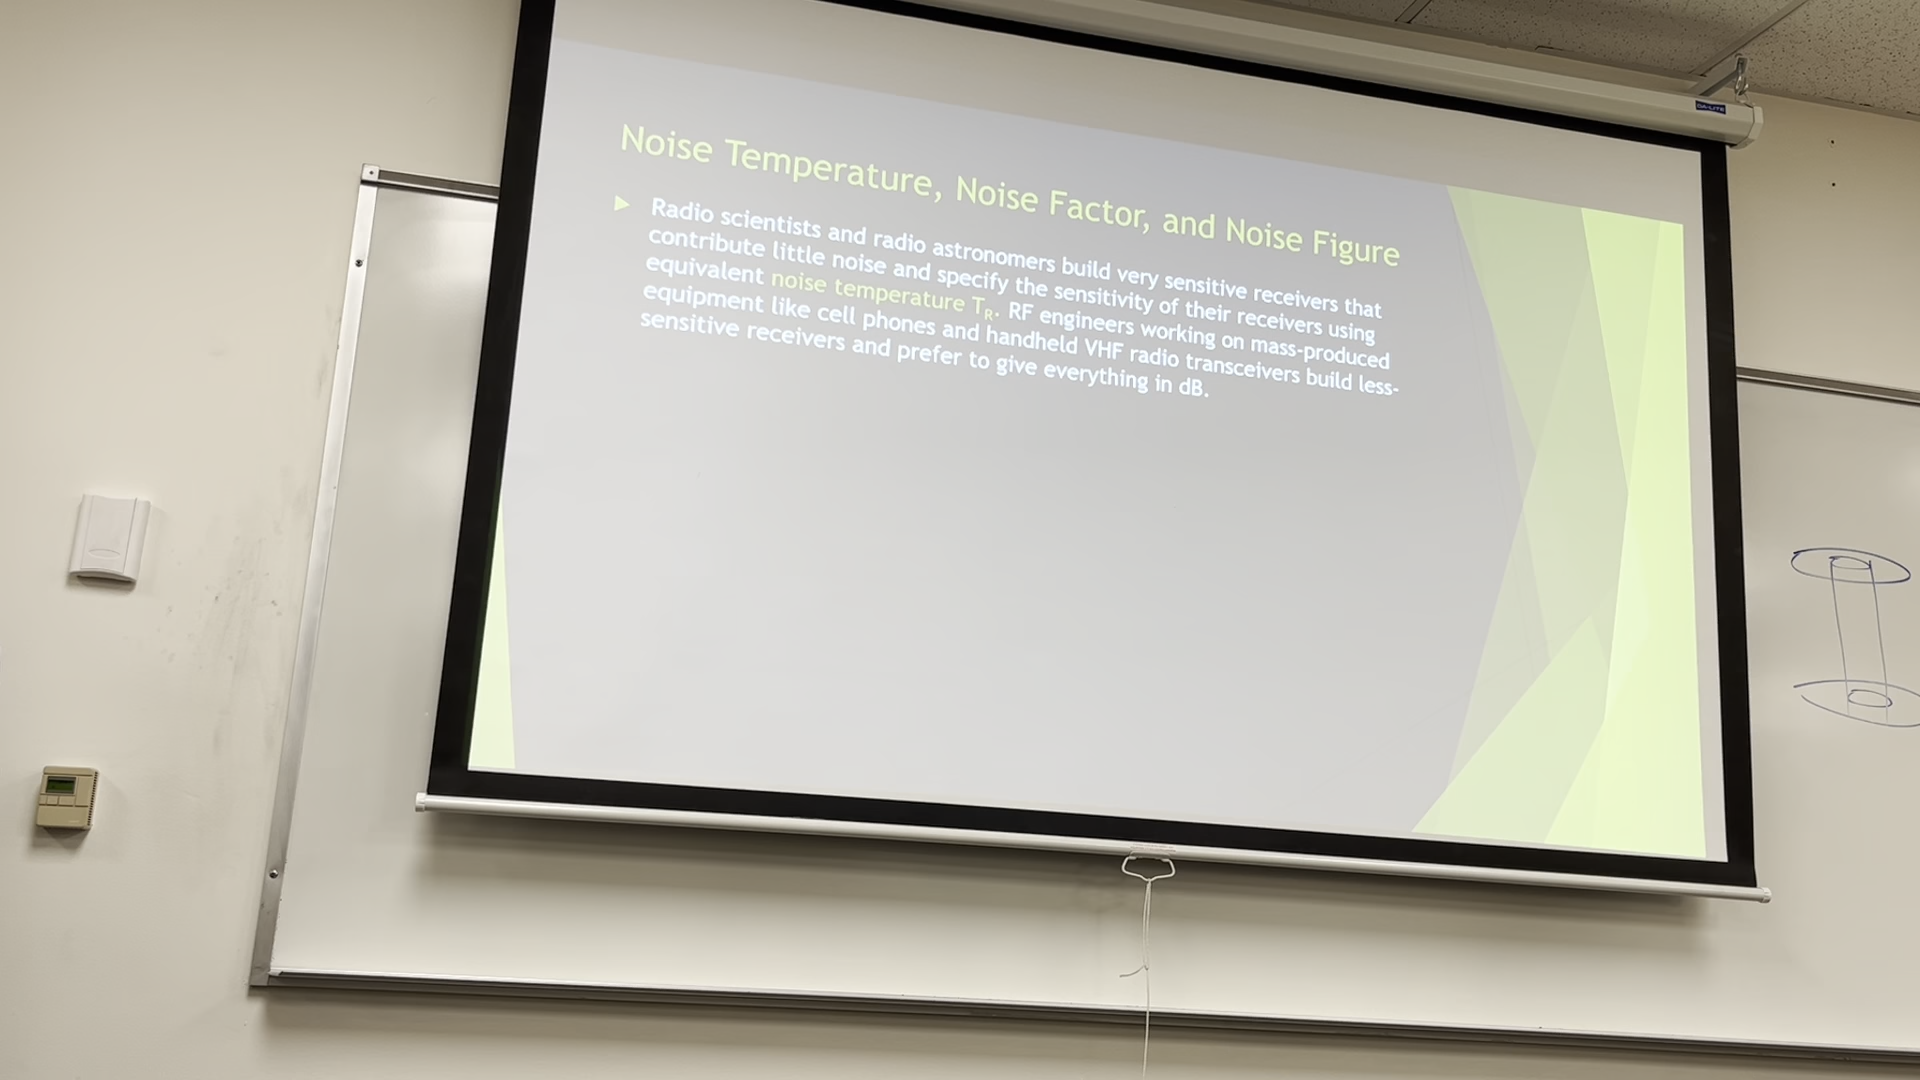 DA-LITE
Noise Temperature, Noise Factor, and Noise Figure
Radio scientists and radio astronomers build very sensitive receivers that
contribute little noise and specify the sensitivity of their receivers using
equivalent noise temperature TR. RF engineers working on mass-produced
equipment like cell phones and handheld VHF radio transceivers build less-
sensitive receivers and prefer to give everything in dB.